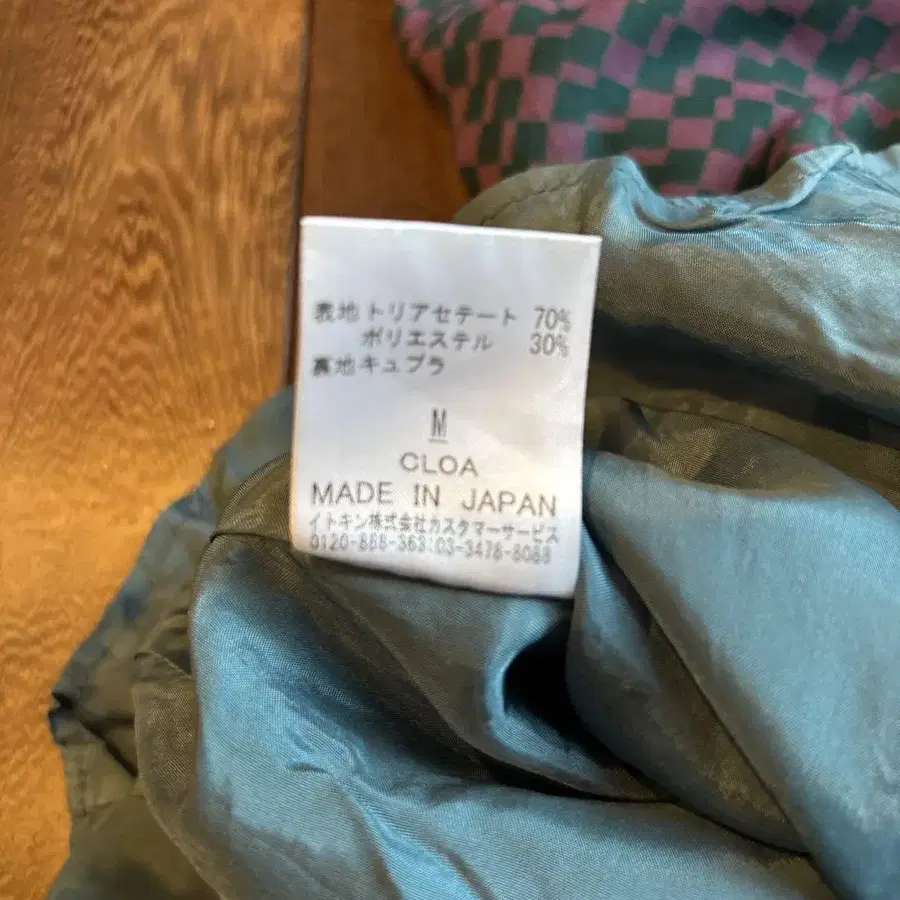 表地トリアセテート 70%
ポリエステル 30%
裏地キュプラ
M
CLOA
MADE IN JAPAN
イトキン株式会社カスタマーサービス
0120-888-363:03-3478-8088